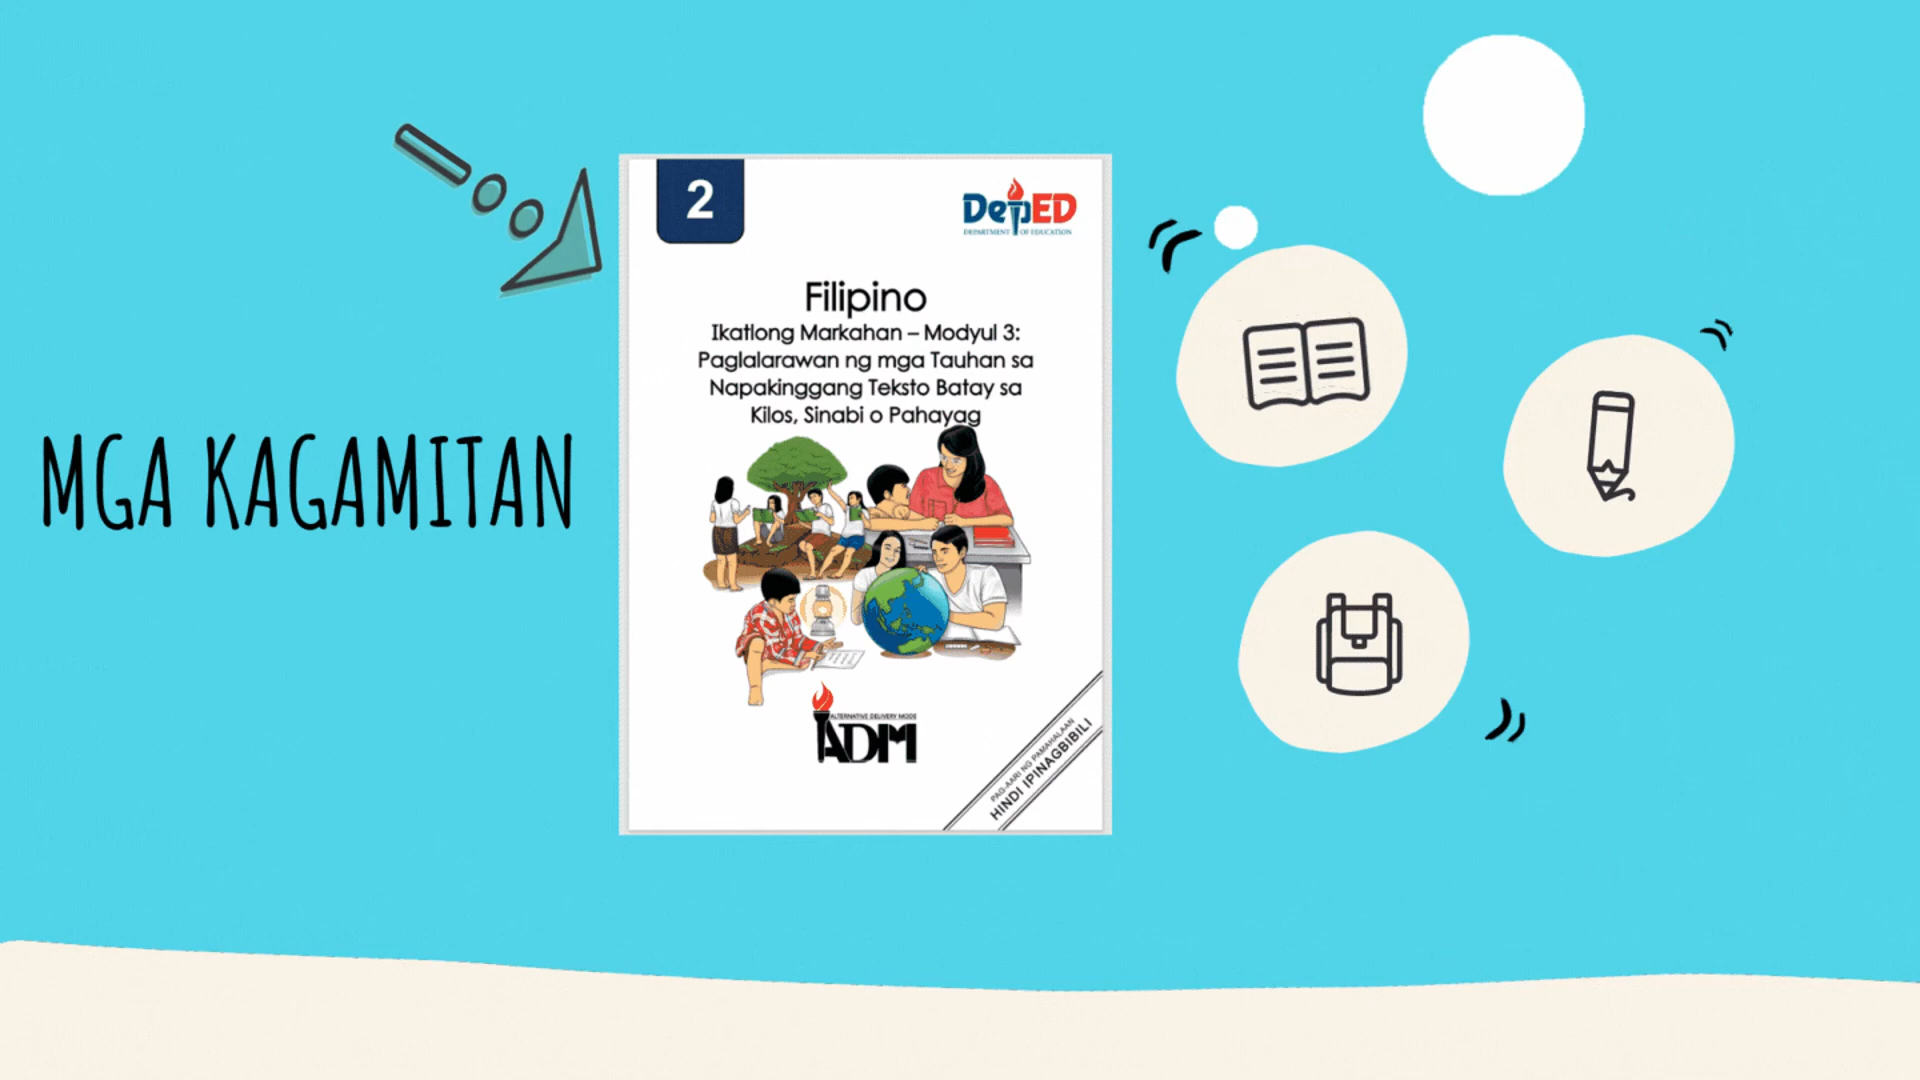 MGA KAGAMITAN
2
DepED
DEPARTMENT OF EDUCATION
Filipino
Ikatlong Markahan – Modyul 3:
Paglalarawan ng mga Tauhan sa
Napakinggang Teksto Batay sa
Kilos, Sinabi o Pahayag
ALTERNATIVE DELIVERY MODE
ADM
PAG-AARI NG PAMAHALAAN
HINDI IPINAGBIBILI